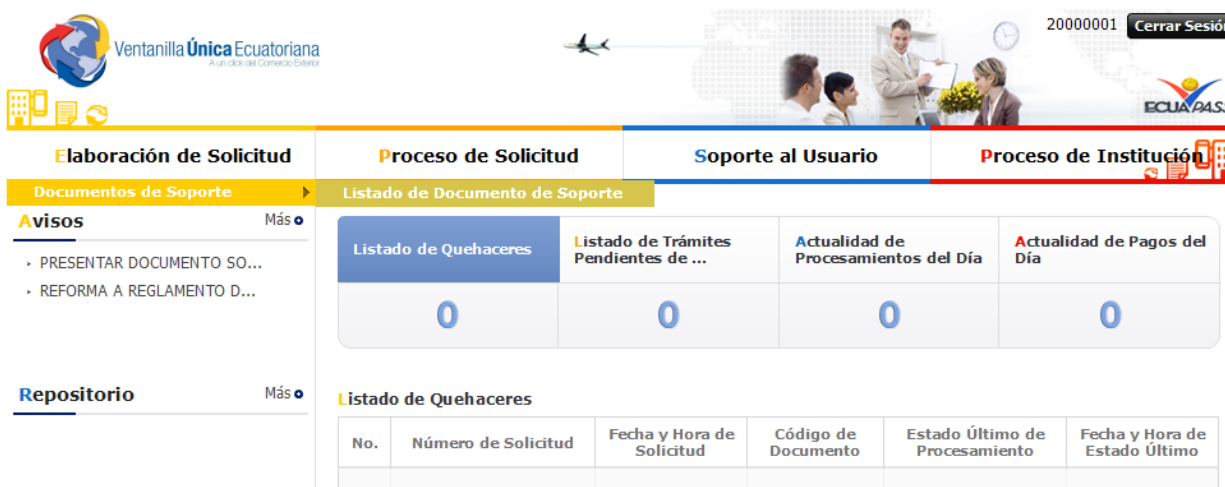 Ventanilla Única Ecuatoriana
A un click del Comercio Exterior
20000001 Cerrar Sesión
ECUAPASS
Elaboración de Solicitud
Proceso de Solicitud
Soporte al Usuario
Proceso de Institución
Documentos de Soporte
Listado de Documento de Soporte
Avisos
Más
PRESENTAR DOCUMENTO SO...
REFORMA A REGLAMENTO D...
Listado de Quehaceres
Listado de Trámites
Pendientes de ...
Actualidad de
Procesamientos del Día
Actualidad de Pagos del
Día
0
0
0
0
Repositorio
Más
Listado de Quehaceres
No.
Número de Solicitud
Fecha y Hora de
Solicitud
Código de
Documento
Estado Último de
Procesamiento
Fecha y Hora de
Estado Último